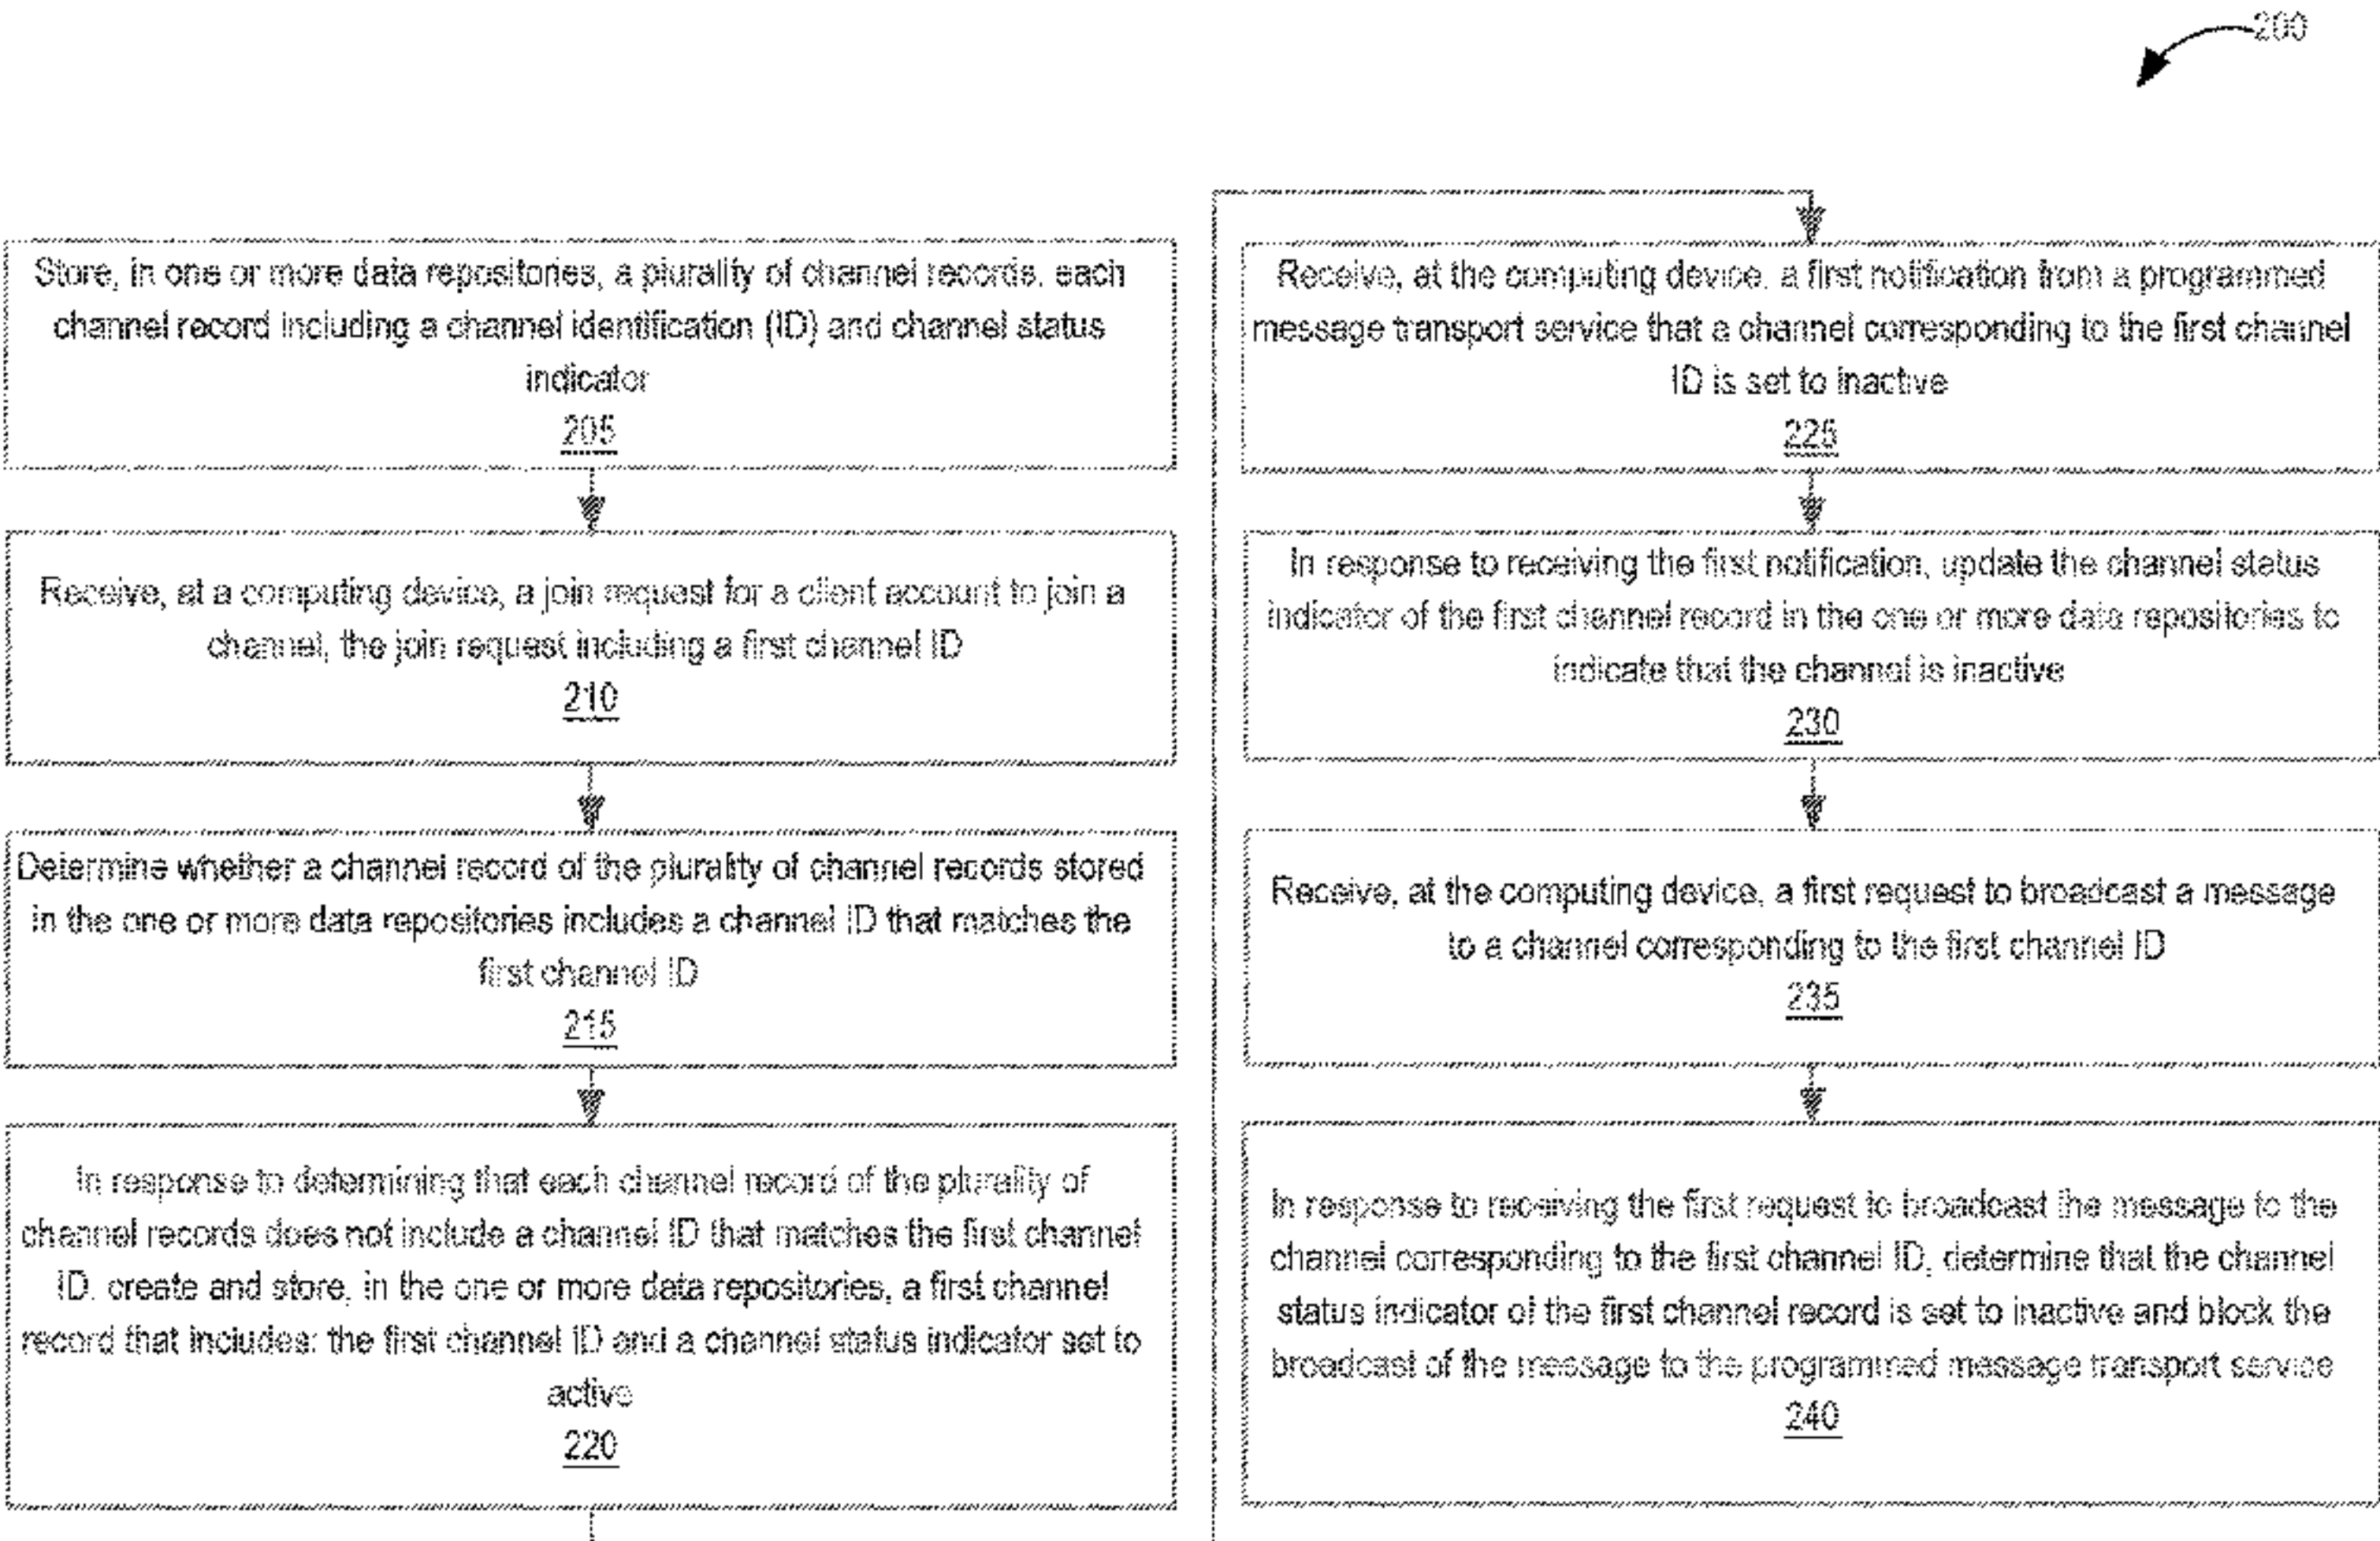 200
Store, in one or more data repositories, a plurality of channel records, each
channel record including a channel identification (ID) and channel status
indicator
205
Receive, at a computing device, a join request for a client account to join a
channel, the join request including a first channel ID
210
Determine whether a channel record of the plurality of channel records stored
in the one or more data repositories includes a channel ID that matches the
first channel ID
215
In response to determining that each channel record of the plurality of
channel records does not include a channel ID that matches the first channel
ID, create and store, in the one or more data repositories, a first channel
record that includes: the first channel ID and a channel status indicator set to
active
220
Receive, at the computing device, a first notification from a programmed
message transport service that a channel corresponding to the first channel
ID is set to inactive
225
In response to receiving the first notification, update the channel status
indicator of the first channel record in the one or more data repositories to
indicate that the channel is inactive
230
Receive, at the computing device, a first request to broadcast a message
to a channel corresponding to the first channel ID
235
In response to receiving the first request to broadcast the message to the
channel corresponding to the first channel ID, determine that the channel
status indicator of the first channel record is set to inactive and block the
broadcast of the message to the programmed message transport service
240